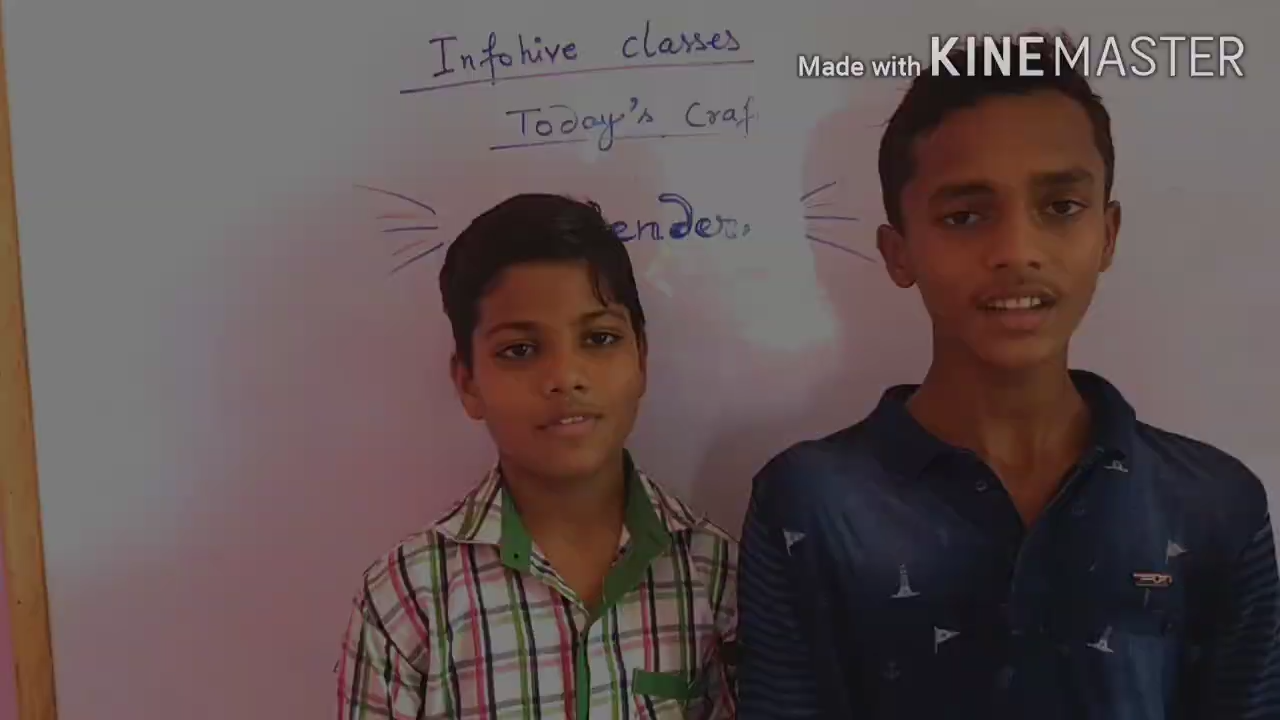 Made with KINEMASTER
Infohive classes
Today's Craf
ender.